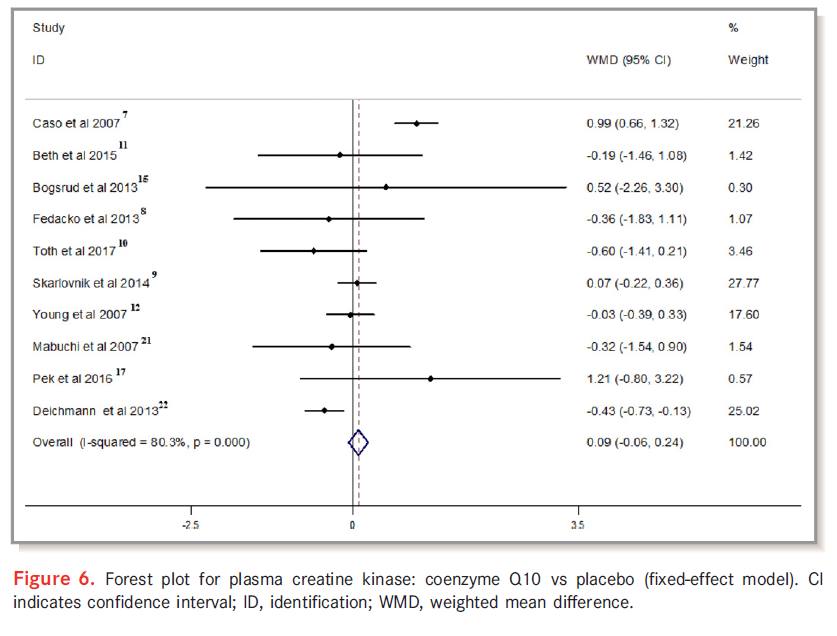 Study %
ID WMD (95% CI) Weight
Caso et al 2007 7 0.99 (0.66, 1.32) 21.26
Beth et al 2015 11 -0.19 (-1.46, 1.08) 1.42
Bogsrud et al 2013 15 0.52 (-2.26, 3.30) 0.30
Fedacko et al 2013 8 -0.36 (-1.83, 1.11) 1.07
Toth et al 2017 10 -0.60 (-1.41, 0.21) 3.46
Skarlovnik et al 2014 9 0.07 (-0.22, 0.36) 27.77
Young et al 2007 12 -0.03 (-0.39, 0.33) 17.60
Mabuchi et al 2007 21 -0.32 (-1.54, 0.90) 1.54
Pek et al 2016 17 1.21 (-0.80, 3.22) 0.57
Deichmann et al 2013 22 -0.43 (-0.73, -0.13) 25.02
Overall (I-squared = 80.3%, p = 0.000) 0.09 (-0.06, 0.24) 100.00
-2.5 0 3.5
Figure 6. Forest plot for plasma creatine kinase: coenzyme Q10 vs placebo (fixed-effect model). CI
indicates confidence interval; ID, identification; WMD, weighted mean difference.